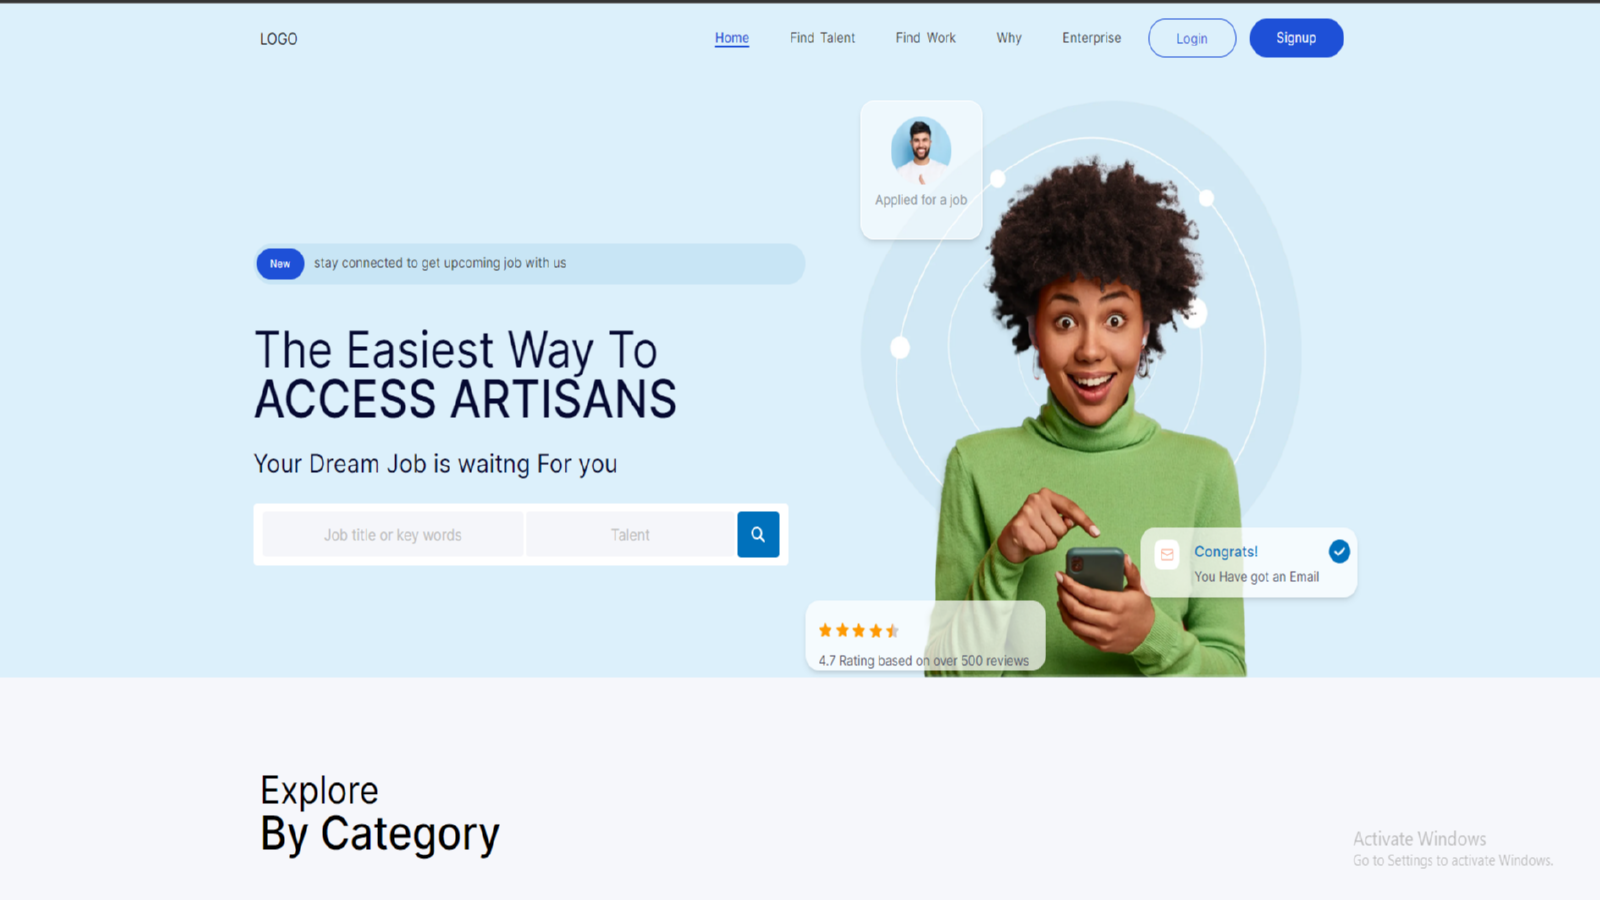 LOGO
Home
Find Talent
Find Work
Why
Enterprise
Login
Signup
Applied for a job
New
stay connected to get upcoming job with us
The Easiest Way To
ACCESS ARTISANS
Your Dream Job is waitng For you
Job title or key words
Talent
Congrats!
You Have got an Email
4.7 Rating based on over 500 reviews
Explore
By Category
Activate Windows
Go to Settings to activate Windows.